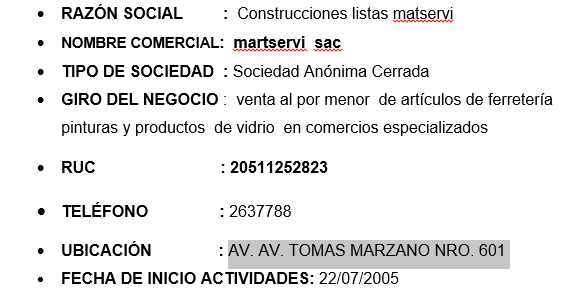 • RAZÓN SOCIAL : Construcciones listas matservi
• NOMBRE COMERCIAL: martservi sac
• TIPO DE SOCIEDAD : Sociedad Anónima Cerrada
• GIRO DEL NEGOCIO : venta al por menor de artículos de ferretería
pinturas y productos de vidrio en comercios especializados
• RUC : 20511252823
• TELÉFONO : 2637788
• UBICACIÓN : AV. AV. TOMAS MARZANO NRO. 601
• FECHA DE INICIO ACTIVIDADES: 22/07/2005